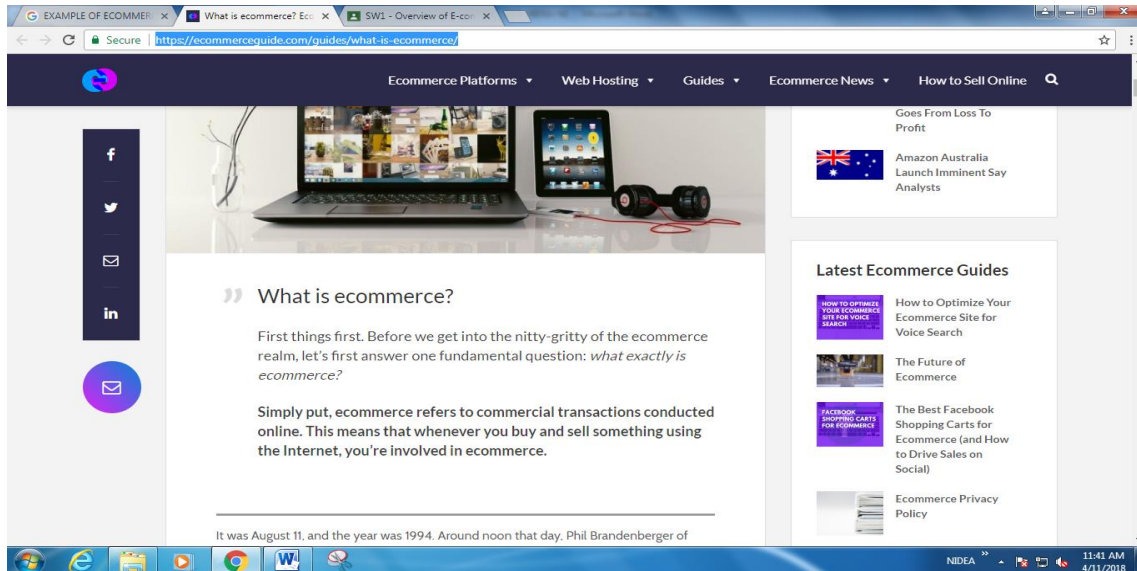 EXAMPLE OF ECOMMER
What is ecommerce? Eco
SW1 - Overview of E-con
Secure
https://ecommerceguide.com/guides/what-is-ecommerce/
Ecommerce Platforms
Web Hosting
Guides
Ecommerce News
How to Sell Online
Goes From Loss To
Profit
Amazon Australia
Launch Imminent Say
Analysts
What is ecommerce?
First things first. Before we get into the nitty-gritty of the ecommerce
realm, let's first answer one fundamental question: what exactly is
ecommerce?
Simply put, ecommerce refers to commercial transactions conducted
online. This means that whenever you buy and sell something using
the Internet, you're involved in ecommerce.
It was August 11, and the year was 1994. Around noon that day, Phil Brandenberger of
Latest Ecommerce Guides
HOW TO OPTIMIZE
YOUR ECOMMERCE
SITE FOR VOICE
SEARCH
How to Optimize Your
Ecommerce Site for
Voice Search
The Future of
Ecommerce
FACEBOOK
SHOPPING CARTS
FOR ECOMMERCE
The Best Facebook
Shopping Carts for
Ecommerce (and How
to Drive Sales on
Social)
Ecommerce Privacy
Policy
NIDEA
11:41 AM
4/11/2018